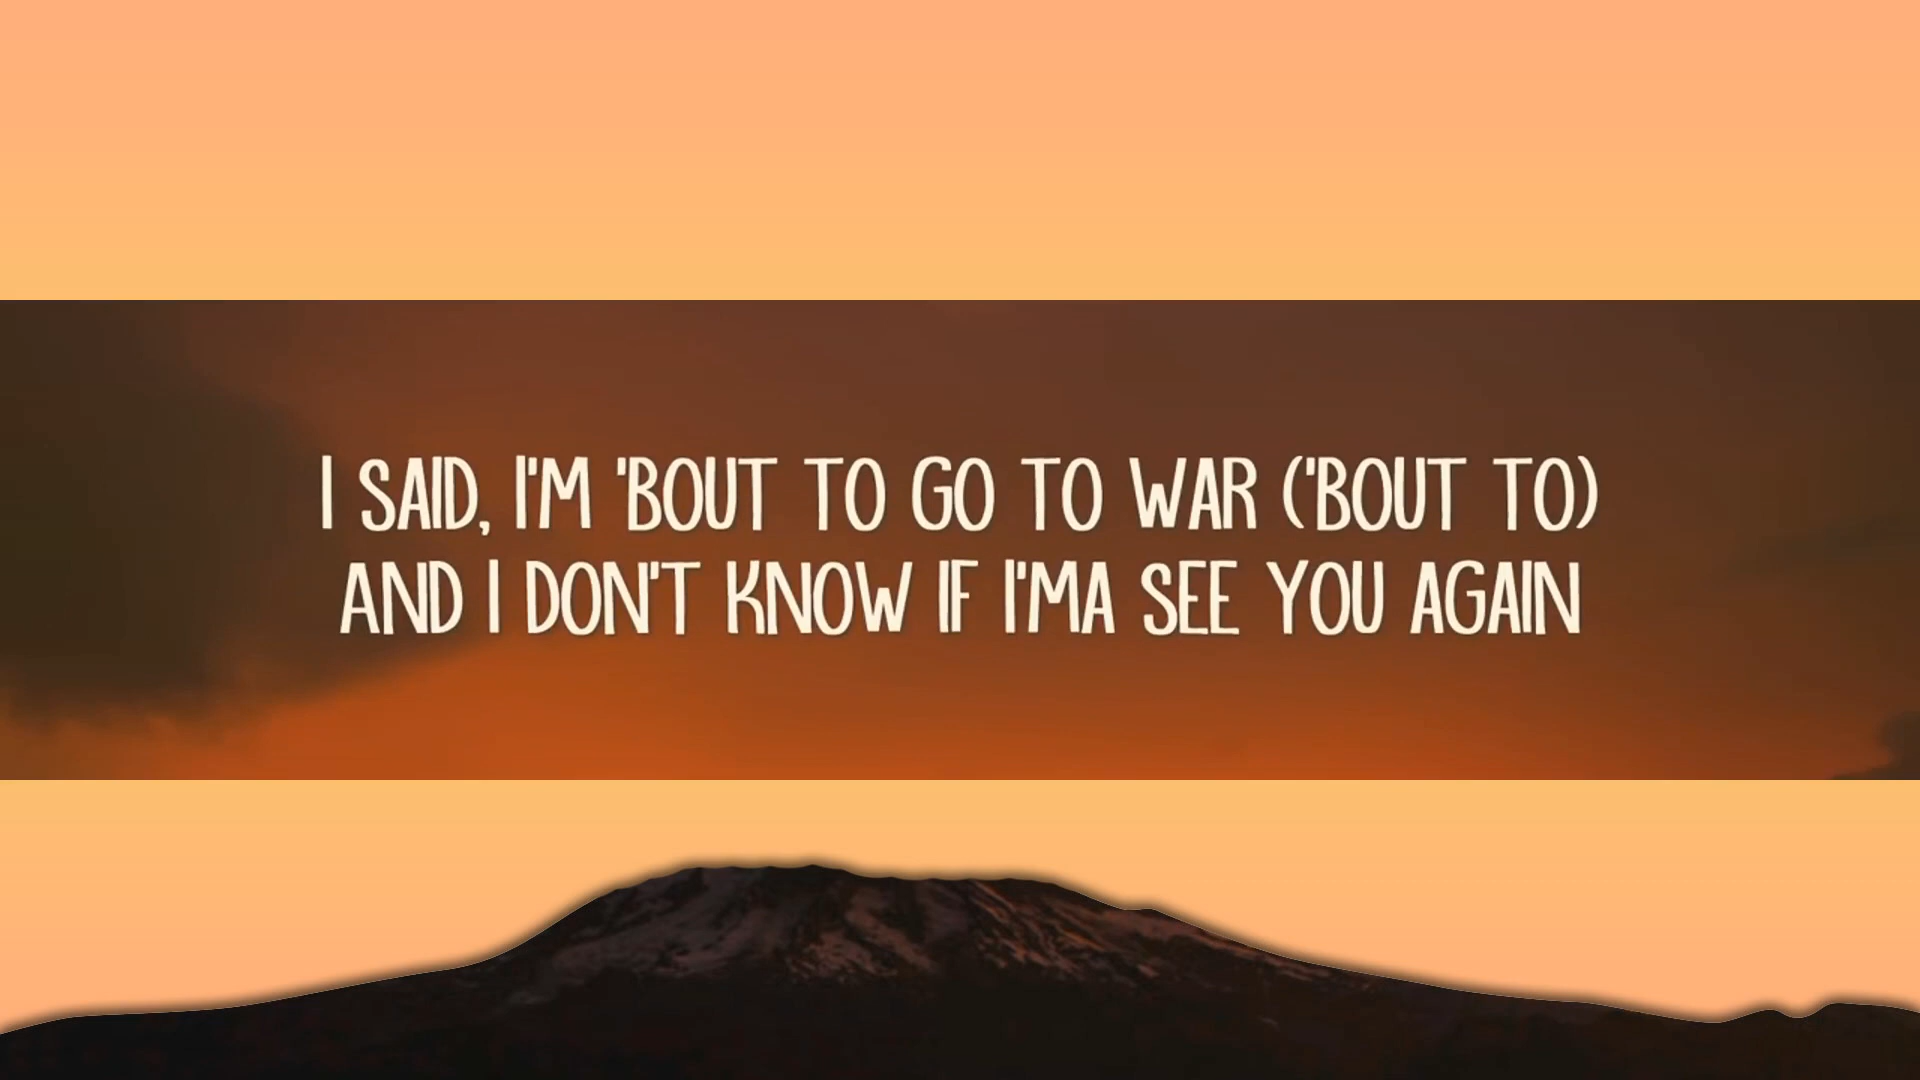 I SAID, I'M 'BOUT TO GO TO WAR ('BOUT TO)
AND I DON'T KNOW IF I'MA SEE YOU AGAIN